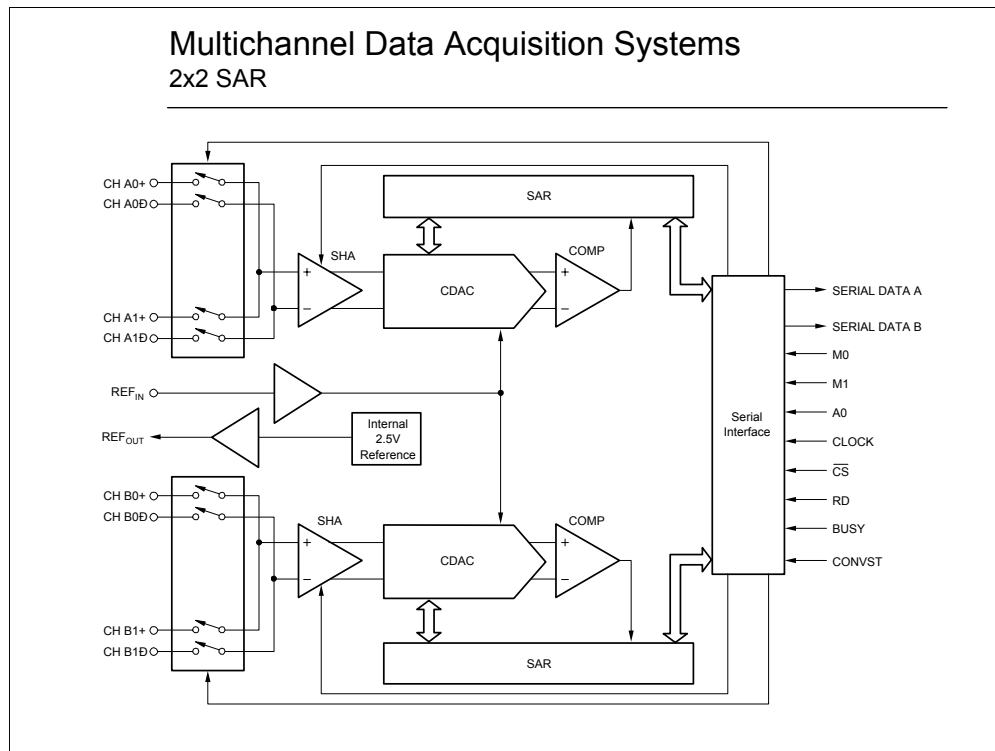 Multichannel Data Acquisition Systems
2x2 SAR
CH A0+
CH A0Ð
SAR
SHA
COMP
CDAC
CH A1+
CH A1Ð
SERIAL DATA A
SERIAL DATA B
M0
M1
A0
CLOCK
CS
RD
BUSY
CONVST
Serial
Interface
REFIN
REFOUT
Internal
2.5V
Reference
CH B0+
CH B0Ð
SHA
COMP
CDAC
CH B1+
CH B1Ð
SAR
+
−
+
−
+
−
+
−